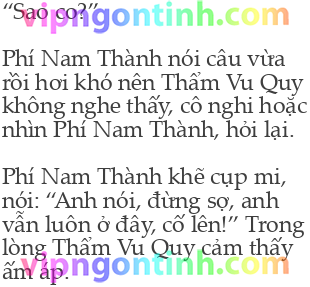 “Sao cơ?”
vipngontinh.com
Phí Nam Thành nói câu vừa
rồi hơi khó nên Thẩm Vu Quy
không nghe thấy, cô nghi hoặc
nhìn Phí Nam Thành, hỏi lại.
Phí Nam Thành khẽ cụp mi,
nói: “Anh nói, đừng sợ, anh
vẫn luôn ở đây, cố lên!” Trong
lòng Thẩm Vu Quy cảm thấy
ấm áp.
vipngontinh.com